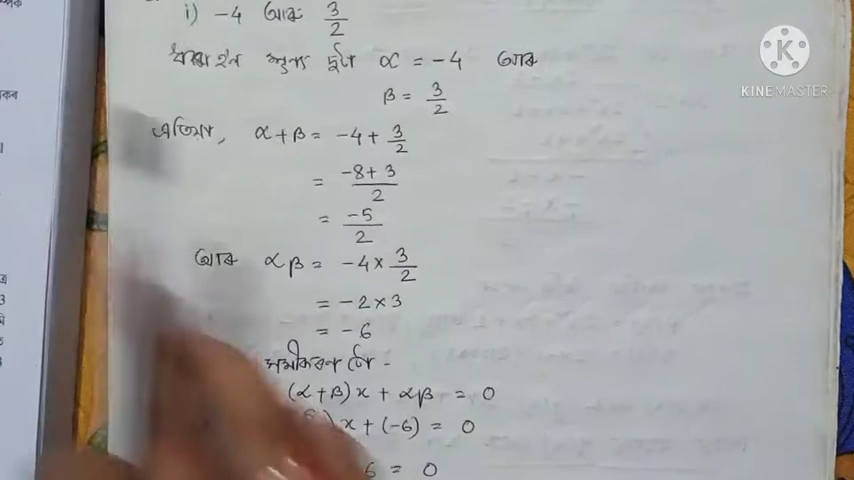 i) -4 আৰু 3/2
ধৰা হ'ল শূন্য দুটা α = -4 আৰু
β = 3/2
এতিয়া, α+β = -4 + 3/2
= -8+3/2
= -5/2
আৰু αβ = -4 × 3/2
= -2×3
= -6
সমীকৰণ টো -
(α+β)x + αβ = 0
)x + (-6) = 0
6 = 0
KINEMASTER